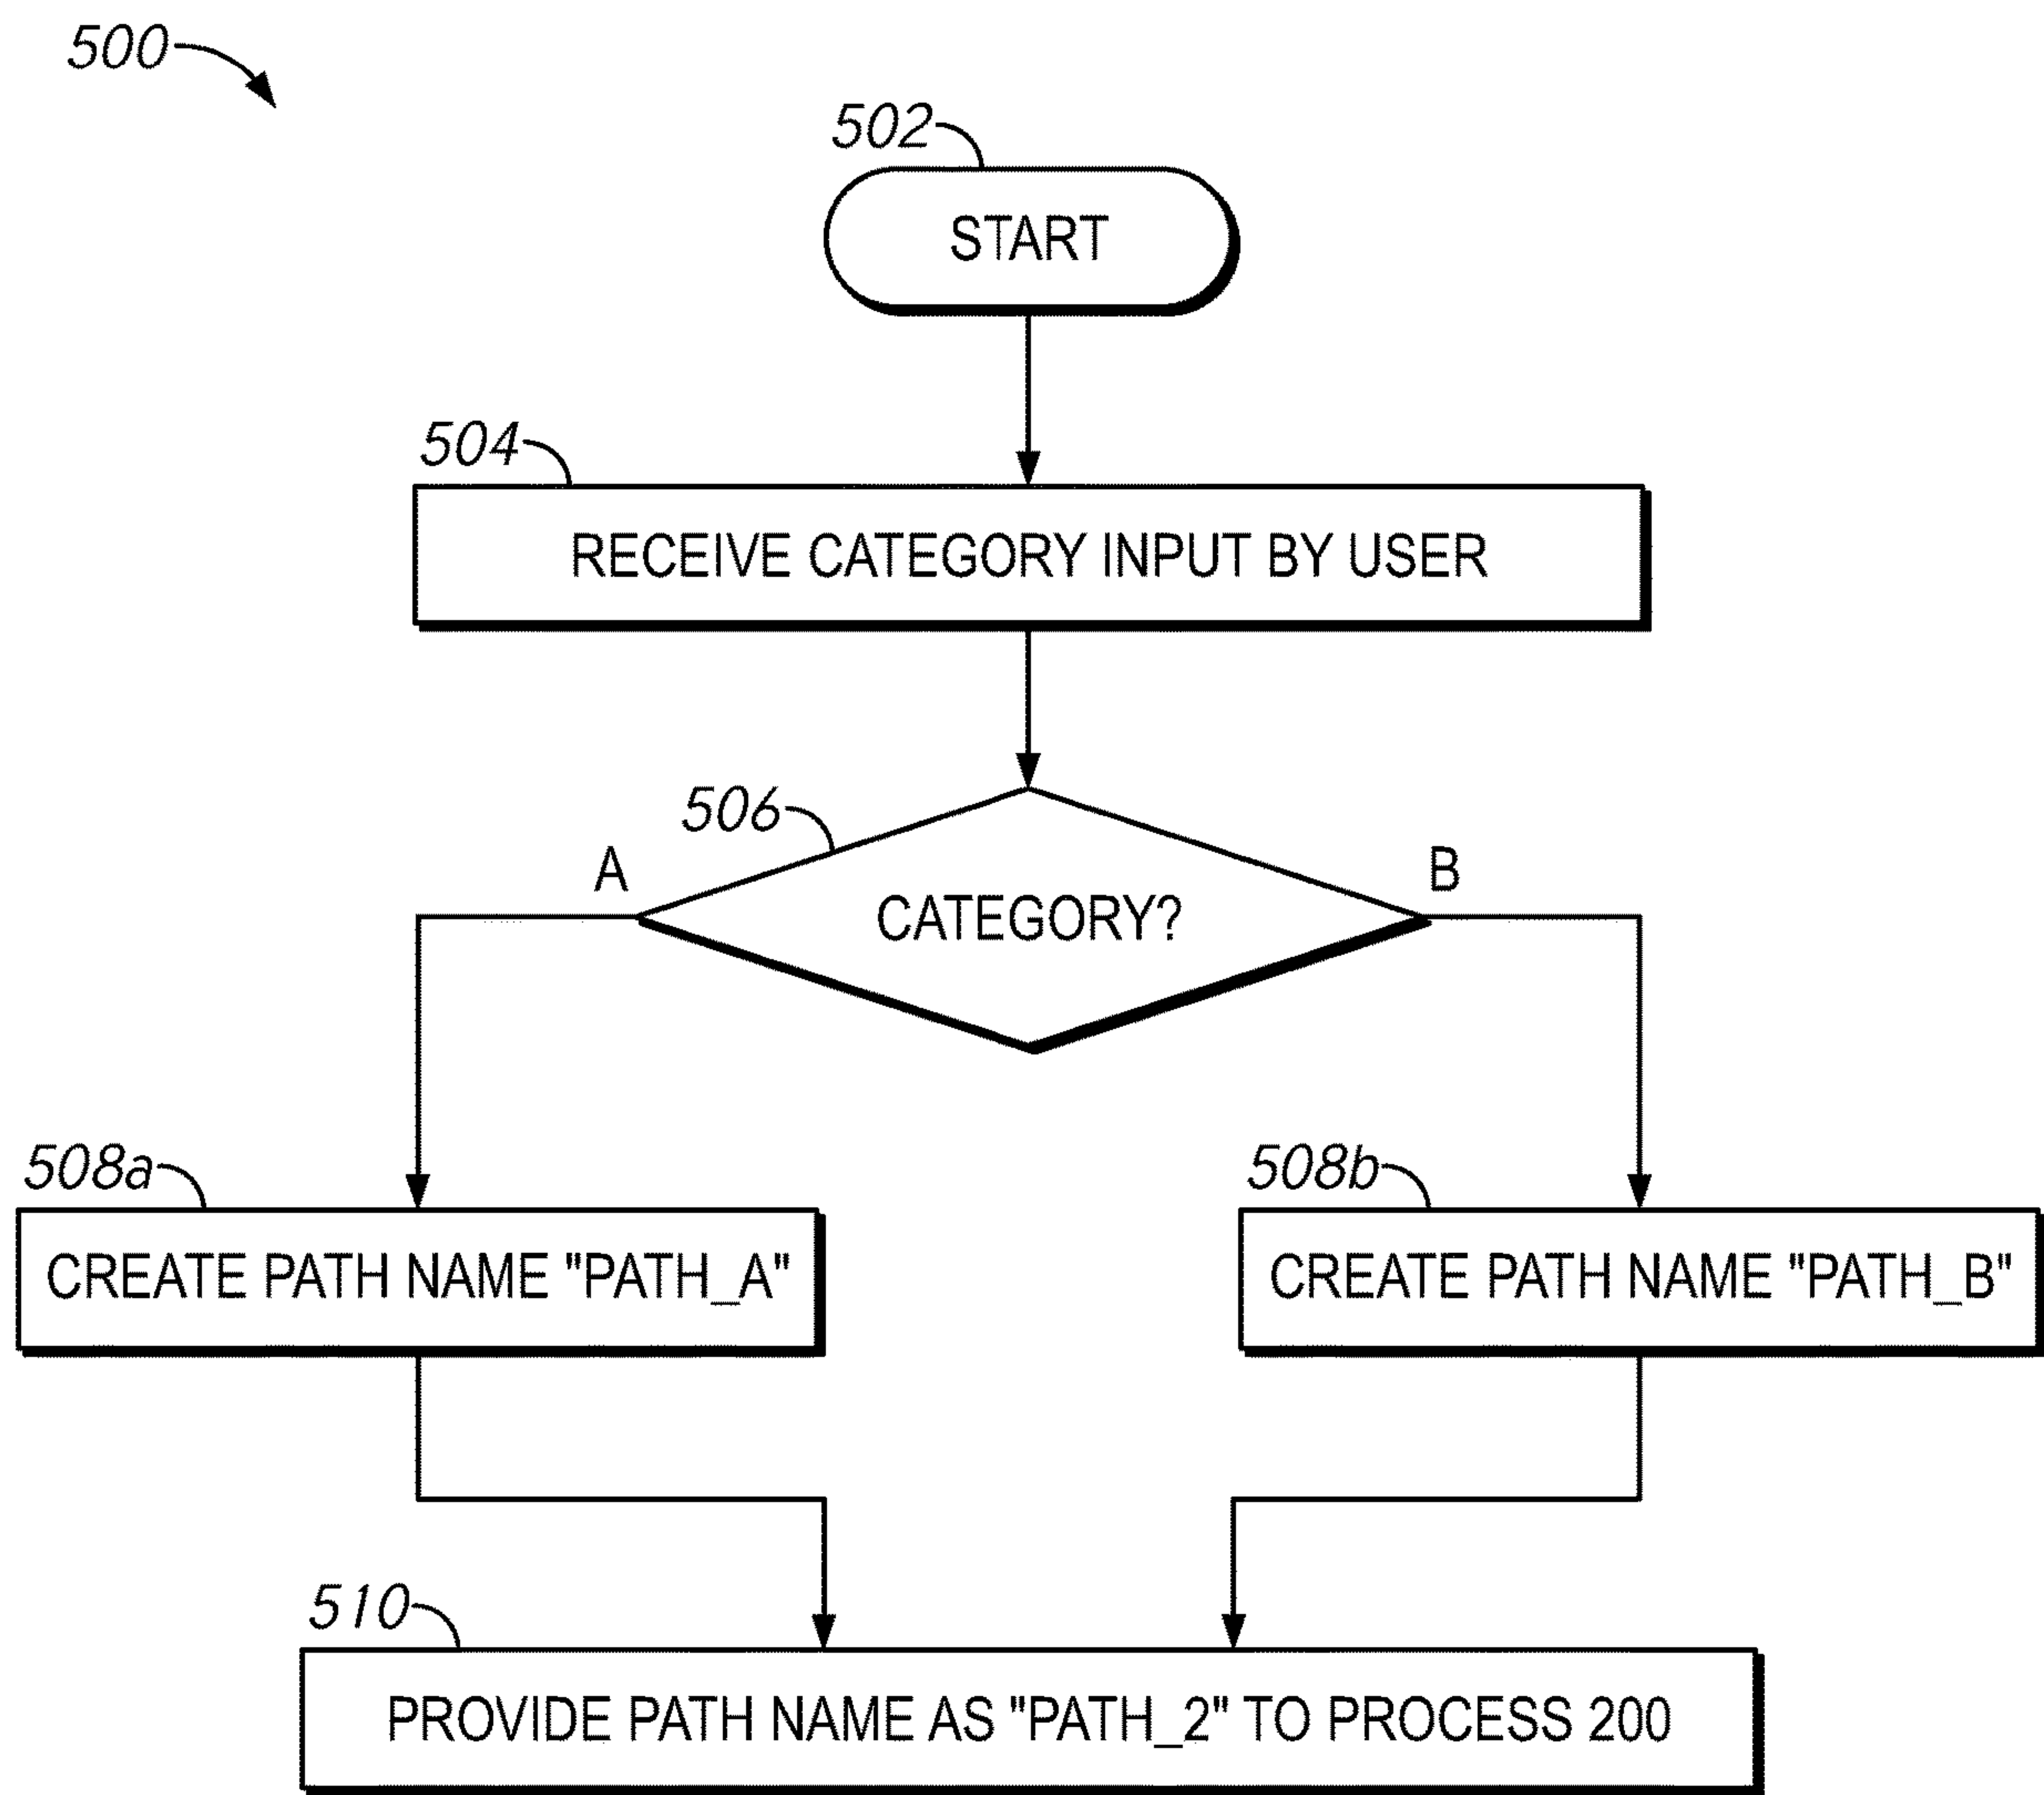 500
502
START
504
RECEIVE CATEGORY INPUT BY USER
506
A
B
CATEGORY?
508a
508b
CREATE PATH NAME "PATH_A"
CREATE PATH NAME "PATH_B"
510
PROVIDE PATH NAME AS "PATH_2" TO PROCESS 200